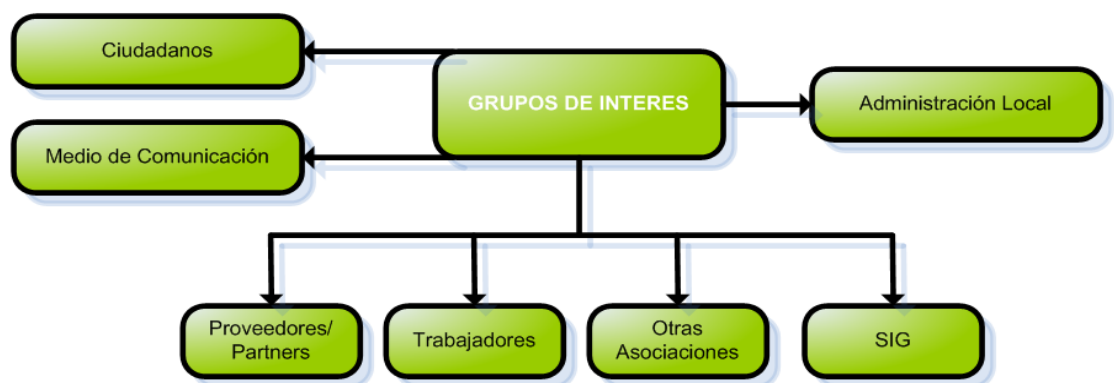 Ciudadanos
GRUPOS DE INTERES
Administración Local
Medio de Comunicación
Proveedores/
Partners
Trabajadores
Otras
Asociaciones
SIG